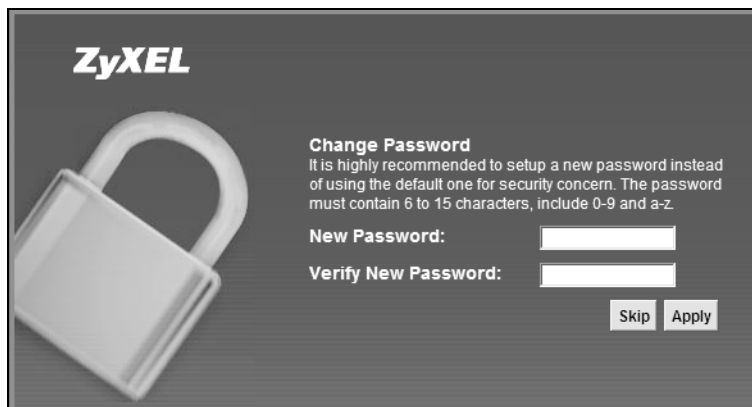 ZyXEL
Change Password
It is highly recommended to setup a new password instead
of using the default one for security concern. The password
must contain 6 to 15 characters, include 0-9 and a-z.
New Password:
Verify New Password:
Skip Apply